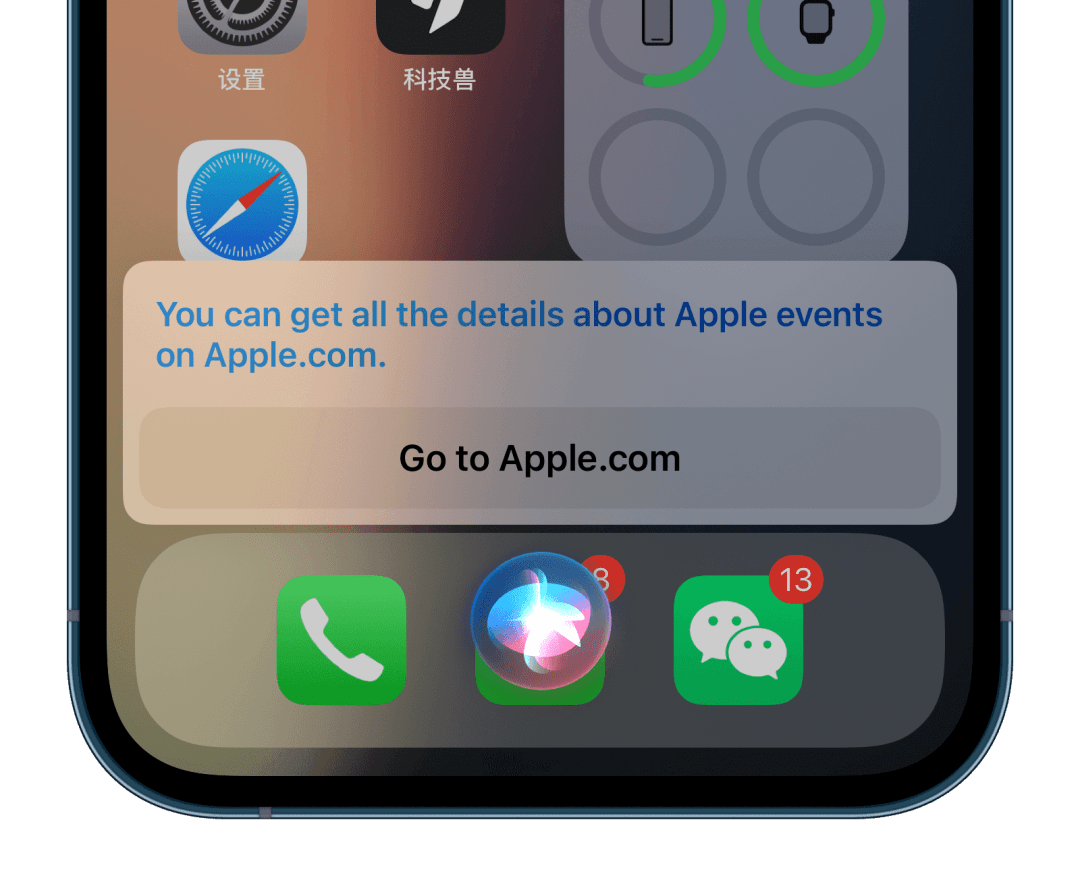 设置
科技兽
You can get all the details about Apple events
on Apple.com.
Go to Apple.com
8
13